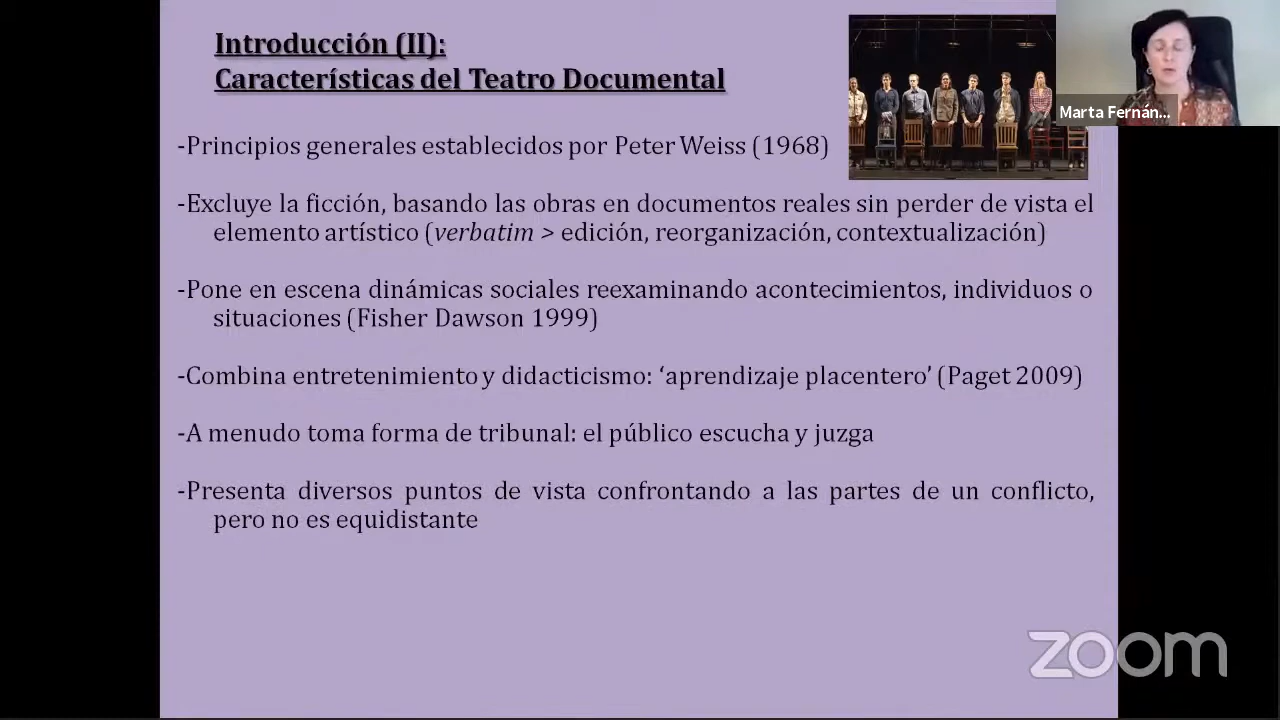 Introducción (II):
Características del Teatro Documental
Marta Fernán...
-Principios generales establecidos por Peter Weiss (1968)
-Excluye la ficción, basando las obras en documentos reales sin perder de vista el
elemento artístico (verbatim > edición, reorganización, contextualización)
-Pone en escena dinámicas sociales reexaminando acontecimientos, individuos o
situaciones (Fisher Dawson 1999)
-Combina entretenimiento y didacticismo: ‘aprendizaje placentero’ (Paget 2009)
-A menudo toma forma de tribunal: el público escucha y juzga
-Presenta diversos puntos de vista confrontando a las partes de un conflicto,
pero no es equidistante
zoom